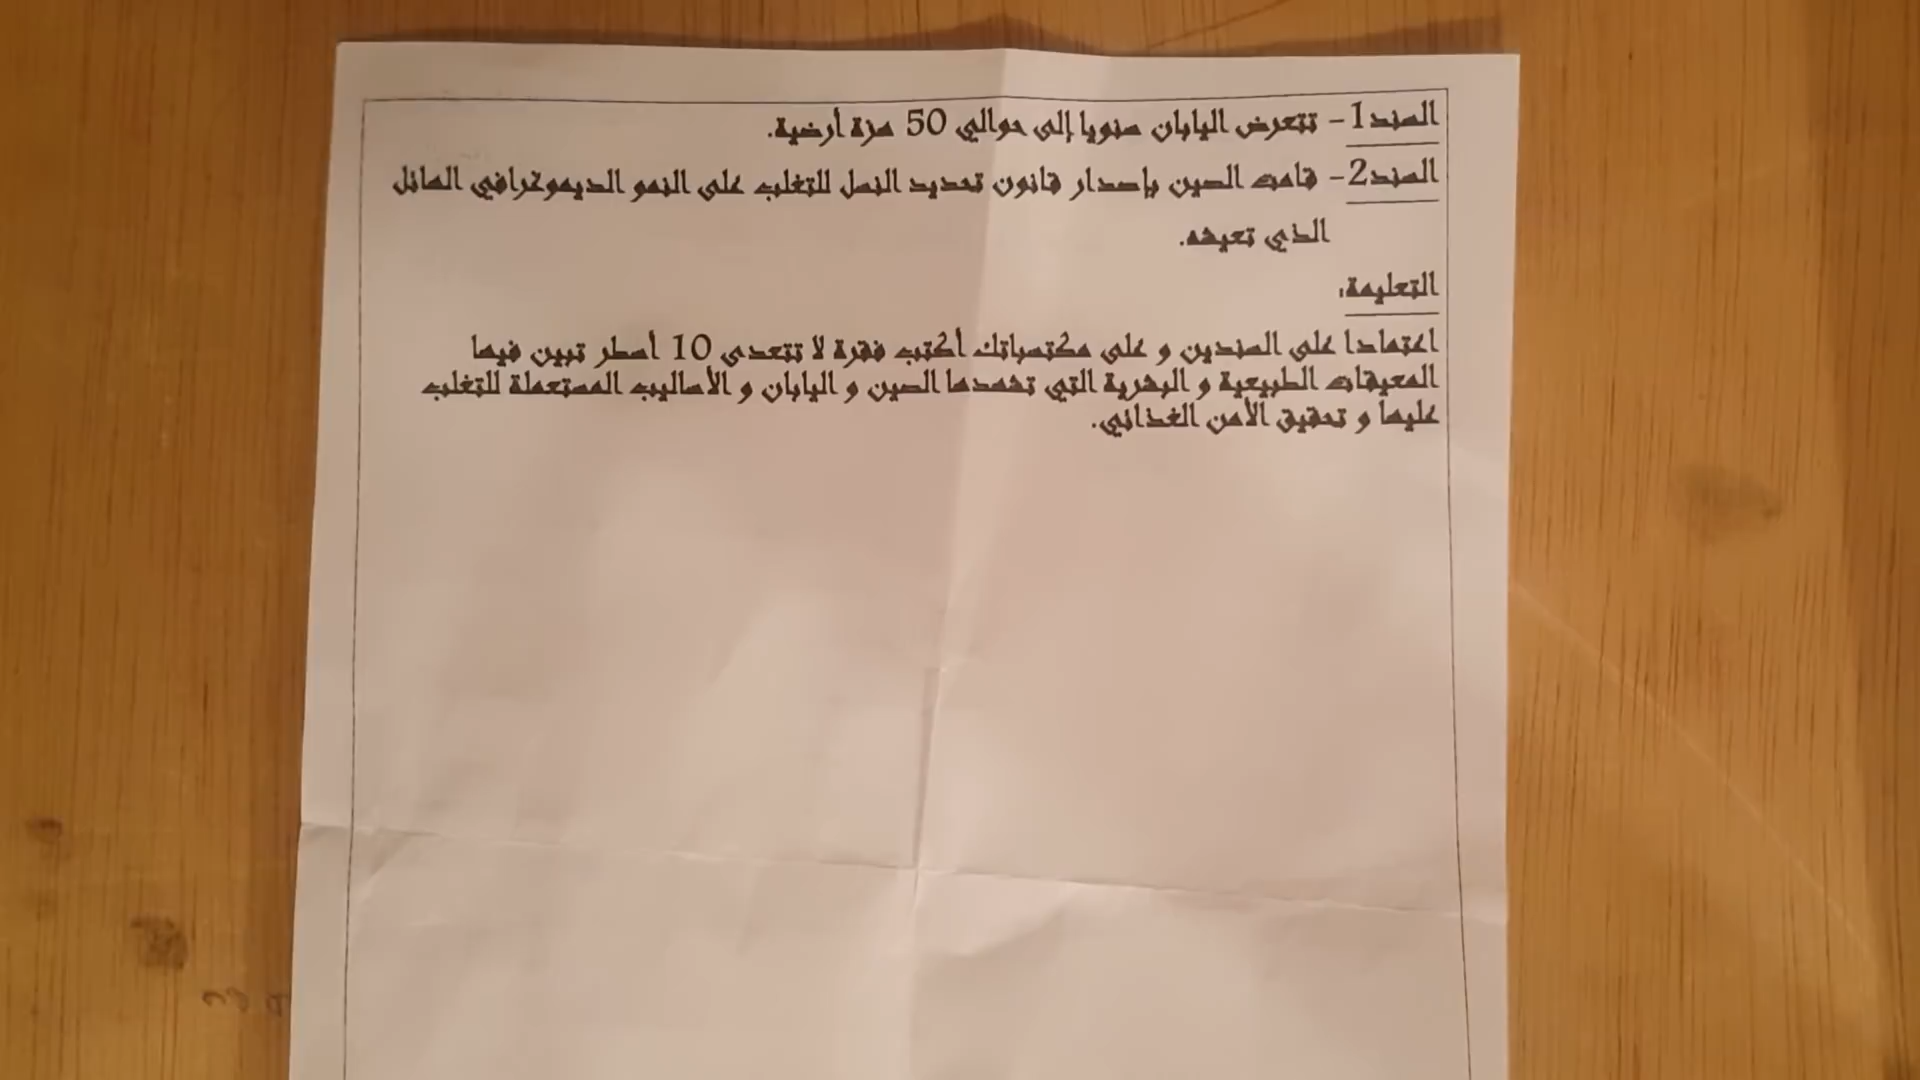 السند1- تتعرض اليابان سنويا إلى حوالي 50 هزة أرضية.
السند2- قامت الصين بإصدار قانون تحديد النسل للتغلب على النمو الديموغرافي الهائل
الذي تعيشه.
التعليمة:
اعتمادا على السندين و على مكتسباتك أكتب فقرة لا تتعدى 10 أسطر تبين فيها
المعيقات الطبيعية و البشرية التي تشهدها الصين و اليابان و الأساليب المستعملة للتغلب
عليها و تحقيق الأمن الغذائي.